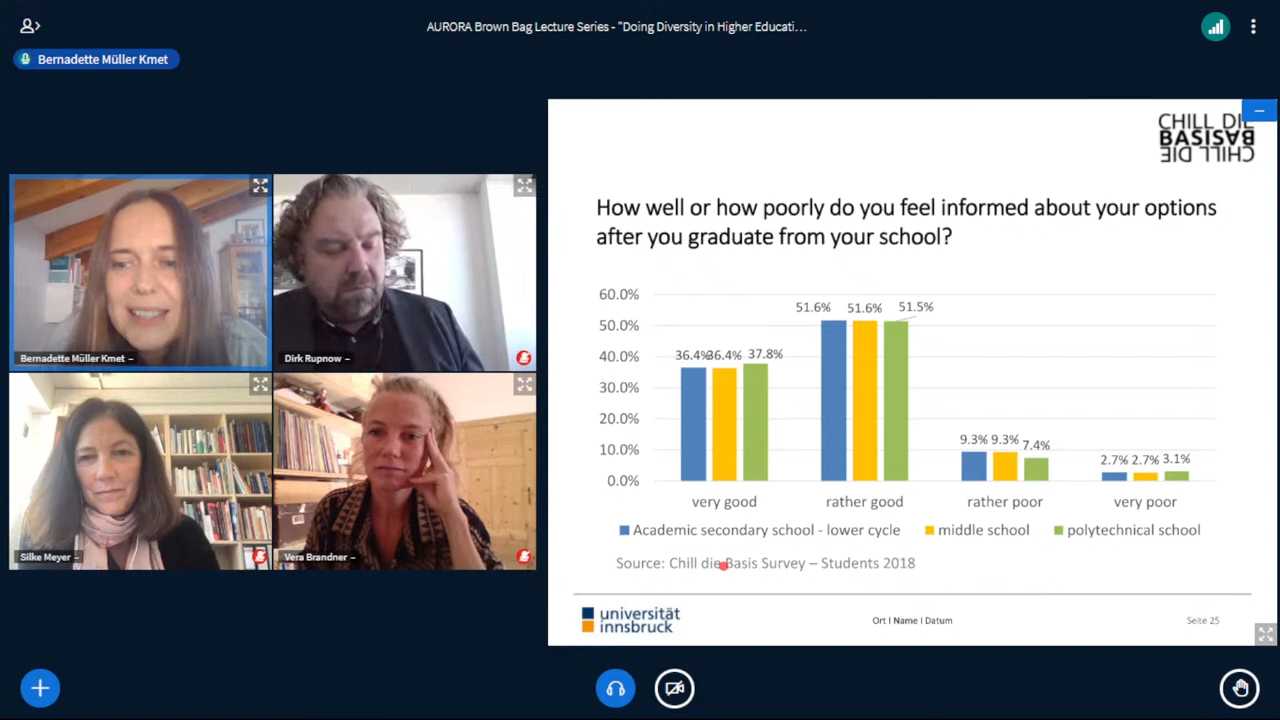 AURORA Brown Bag Lecture Series - "Doing Diversity in Higher Educati...
Bernadette Müller Kmet
Bernadette Müller Kmet –
Dirk Rupnow –
Silke Meyer –
Vera Brandner –
CHILL DIE
BASIS
CHILL DIE
How well or how poorly do you feel informed about your options
after you graduate from your school?
60.0%
50.0%
40.0%
30.0%
20.0%
10.0%
0.0%
36.4% 36.4% 37.8%
51.6% 51.6% 51.5%
9.3% 9.3% 7.4%
2.7% 2.7% 3.1%
very good rather good rather poor very poor
Academic secondary school - lower cycle middle school polytechnical school
Source: Chill die Basis Survey – Students 2018
universität
innsbruck
Ort I Name I Datum
Seite 25